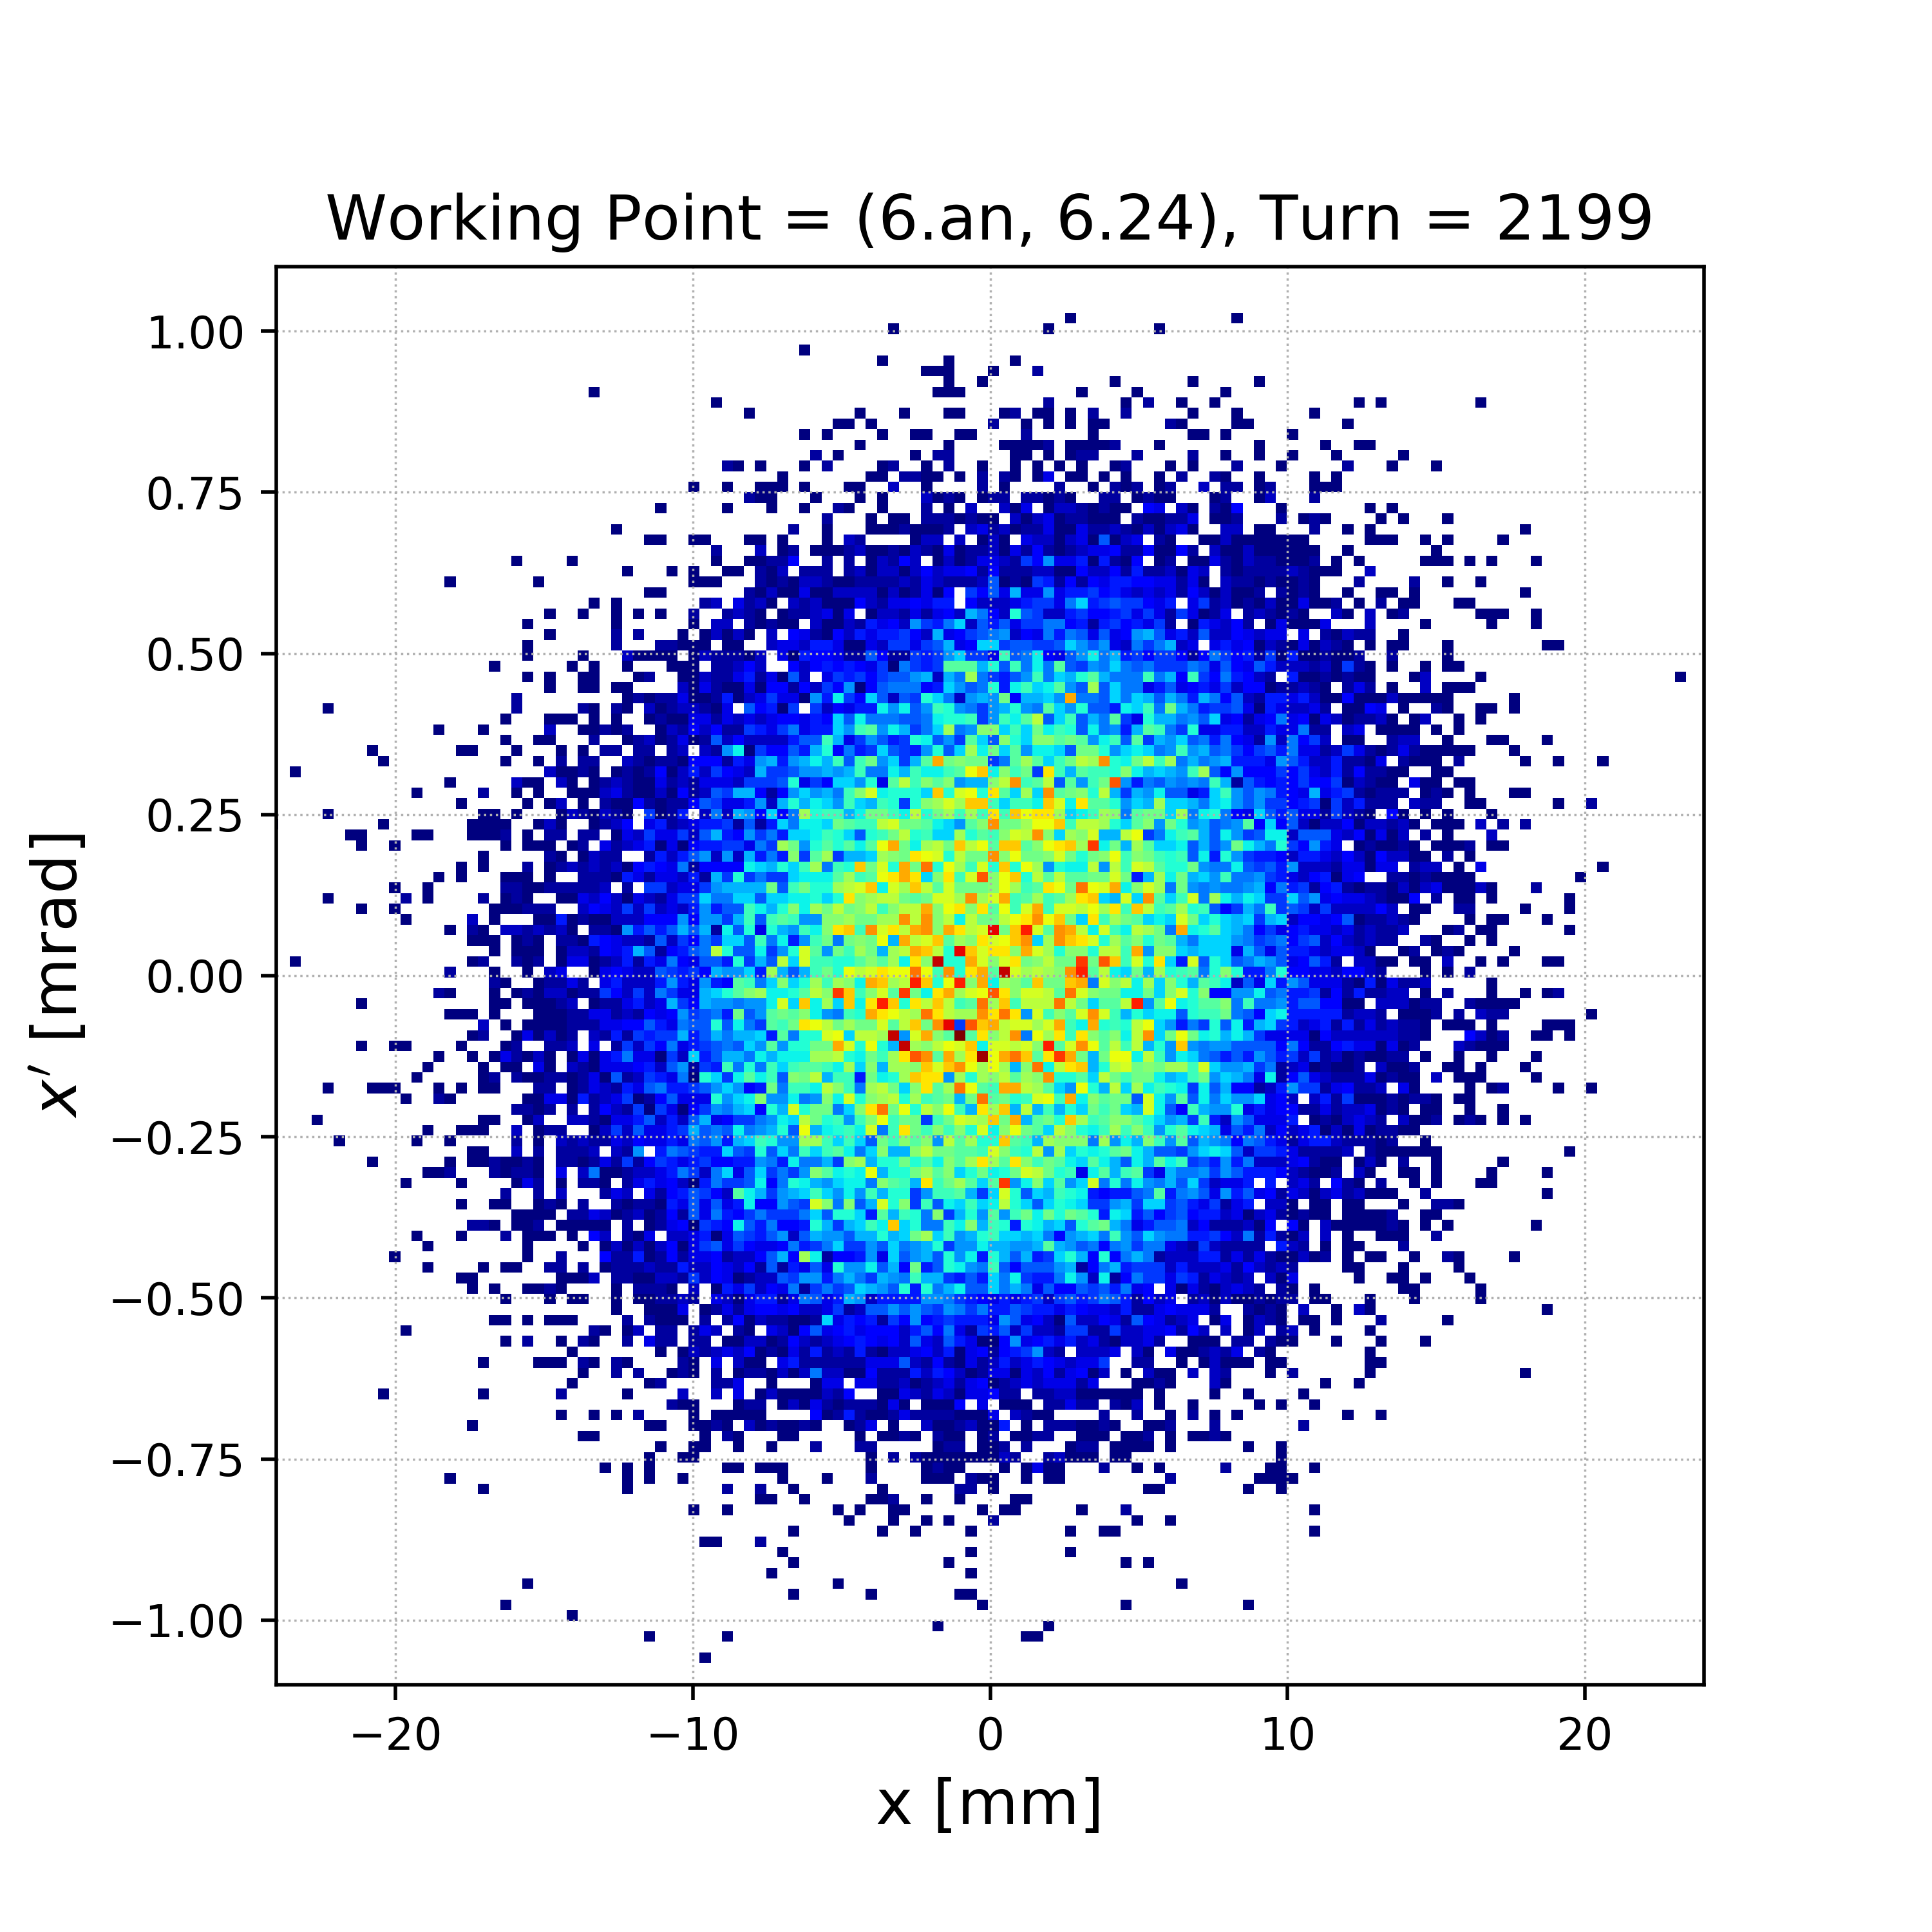 Working Point = (6.an, 6.24), Turn = 2199
1.00
0.75
0.50
0.25
0.00
−0.25
−0.50
−0.75
−1.00
x′ [mrad]
−20 −10 0 10 20
x [mm]